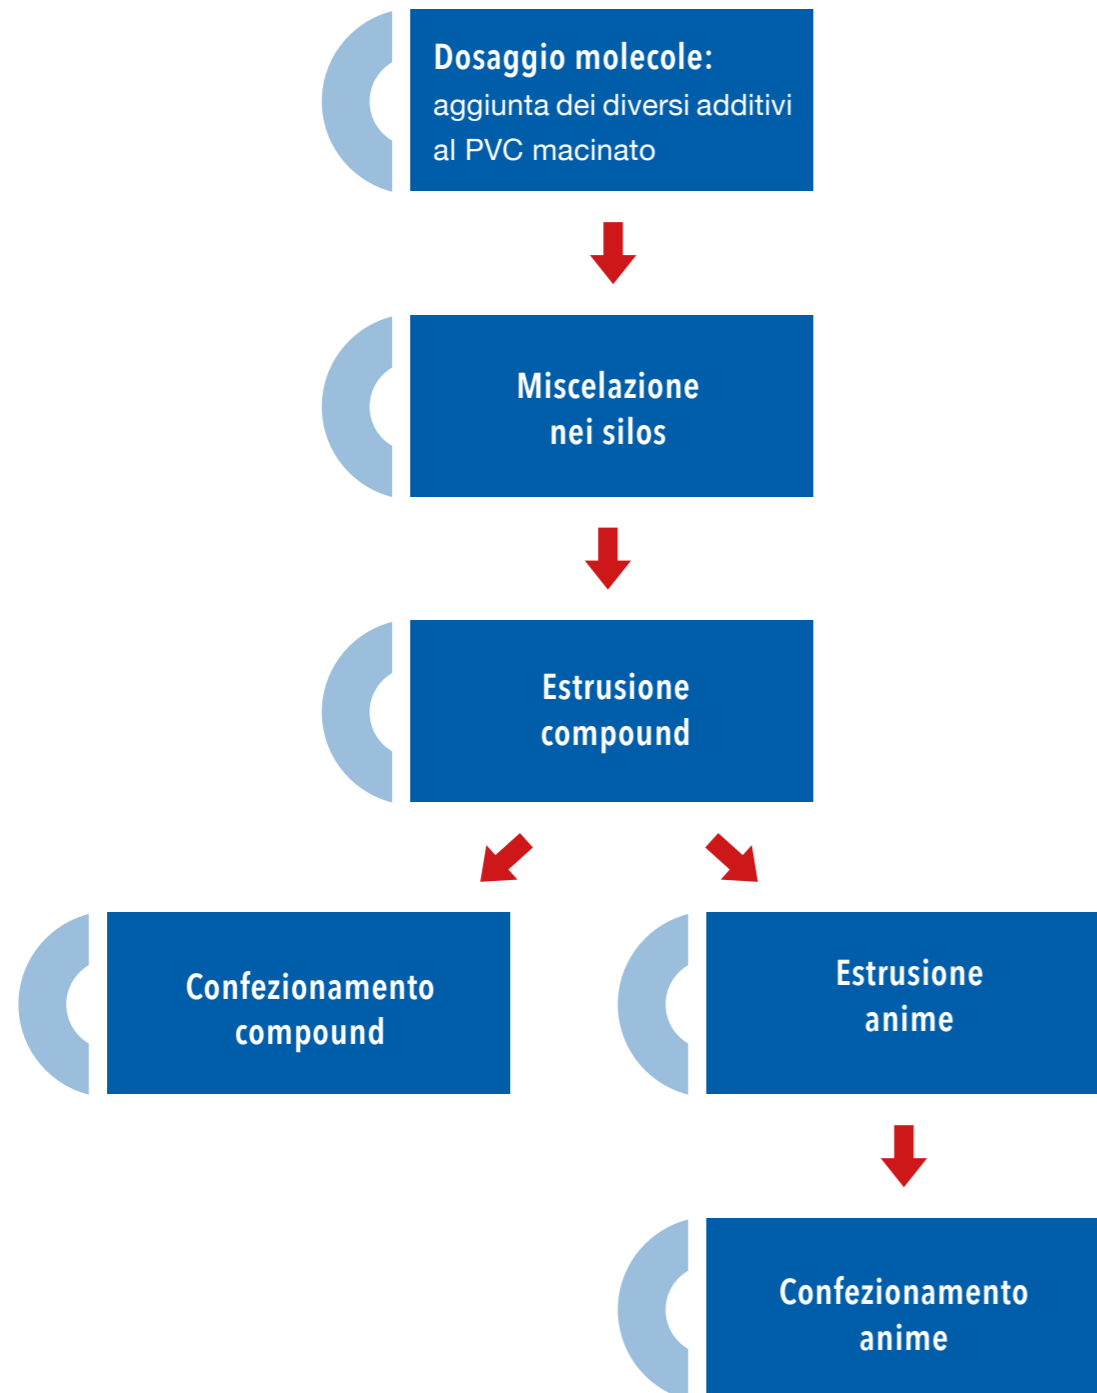 Dosaggio molecole:
aggiunta dei diversi additivi
al PVC macinato
Miscelazione
nei silos
Estrusione
compound
Confezionamento
compound
Estrusione
anime
Confezionamento
anime